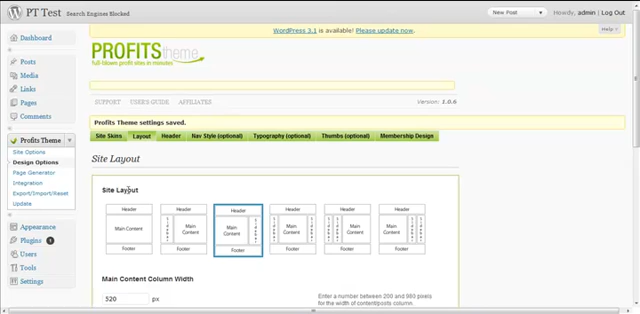 PT Test
Search Engines Blocked
New Post
Howdy, admin | Log Out
WordPress 3.1 is available! Please update now.
Help
Dashboard
Posts
Media
Links
Pages
Comments
Profits Theme
Site Options
Design Options
Page Generator
Integration
Export/Import/Reset
Update
Appearance
Plugins 1
Users
Tools
Settings
PROFITStheme
full-blown profit sites in minutes
SUPPORT USER'S GUIDE AFFILIATES
Version: 1.0.6
Profits Theme settings saved.
Site Skins Layout Header Nav Style (optional) Typography (optional) Thumbs (optional) Membership Design
Site Layout
Site Layout
Header Header Header Header Header Header
Main Content
Sidebar
Main Content
Main Content
Sidebar
Main Content
Main Content
Main Content
Footer Footer Footer Footer Footer Footer
Main Content Column Width
520 px
Enter a number between 200 and 980 pixels
for the width of content/posts column.